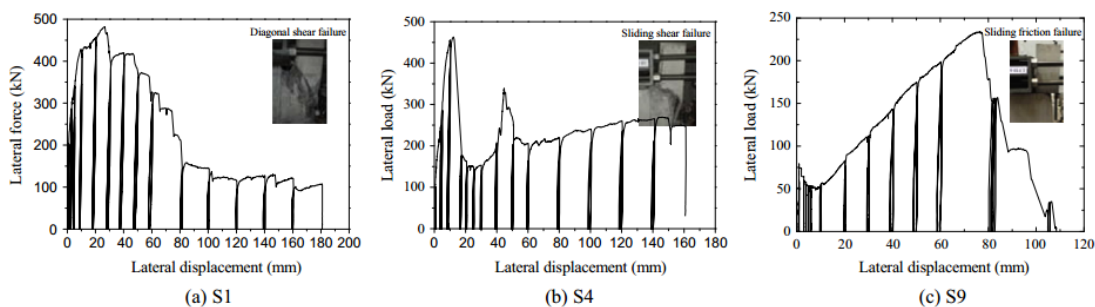 Diagonal shear failure
500
400
300
200
100
0
Lateral force (kN)
0 20 40 60 80 100 120 140 160 180 200
Lateral displacement (mm)
(a) S1
Sliding shear failure
500
400
300
200
100
0
Lateral load (kN)
0 20 40 60 80 100 120 140 160 180
Lateral displacement (mm)
(b) S4
Sliding friction failure
250
200
150
100
50
0
Lateral load (kN)
0 20 40 60 80 100 120
Lateral displacement (mm)
(c) S9